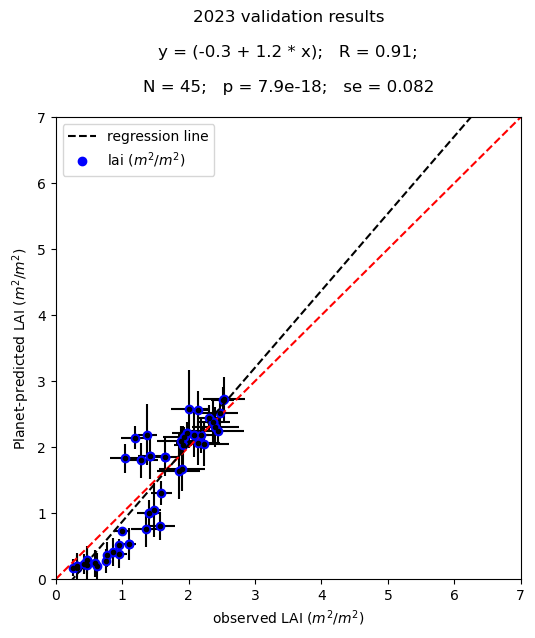 2023 validation results
y = (-0.3 + 1.2 * x);   R = 0.91;
N = 45;   p = 7.9e-18;   se = 0.082
regression line
lai (m²/m²)
7
6
5
4
3
2
1
0
Planet-predicted LAI (m²/m²)
0 1 2 3 4 5 6 7
observed LAI (m²/m²)